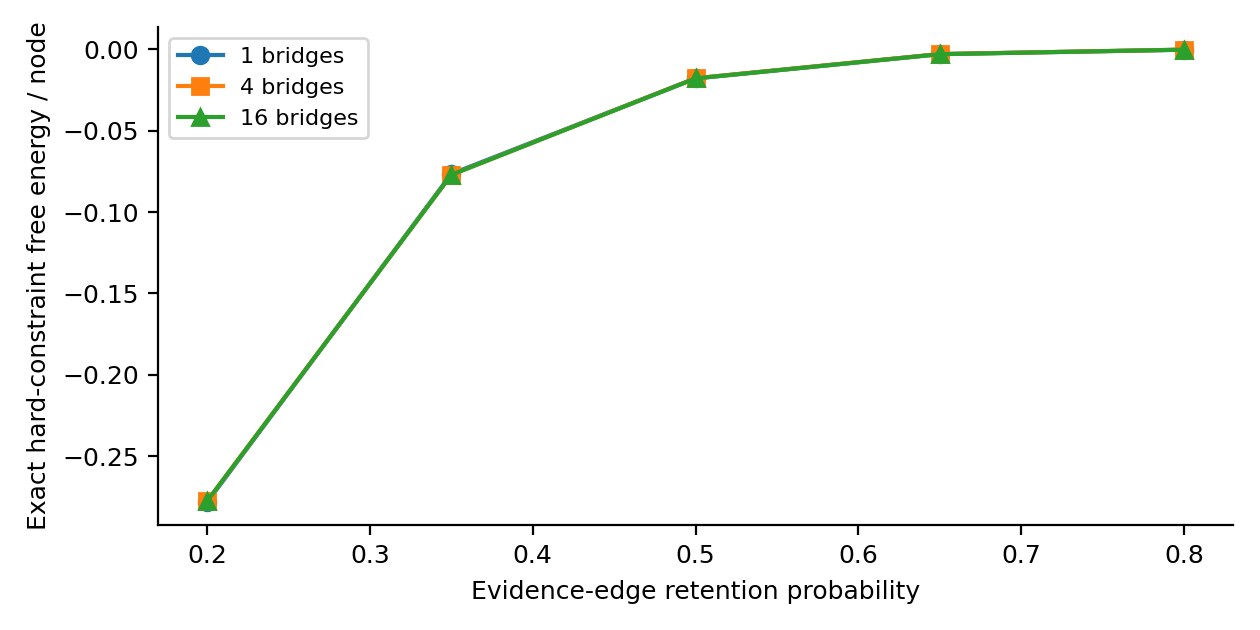 Exact hard-constraint free energy / node
0.00
−0.05
−0.10
−0.15
−0.20
−0.25
1 bridges
4 bridges
16 bridges
0.2 0.3 0.4 0.5 0.6 0.7 0.8
Evidence-edge retention probability